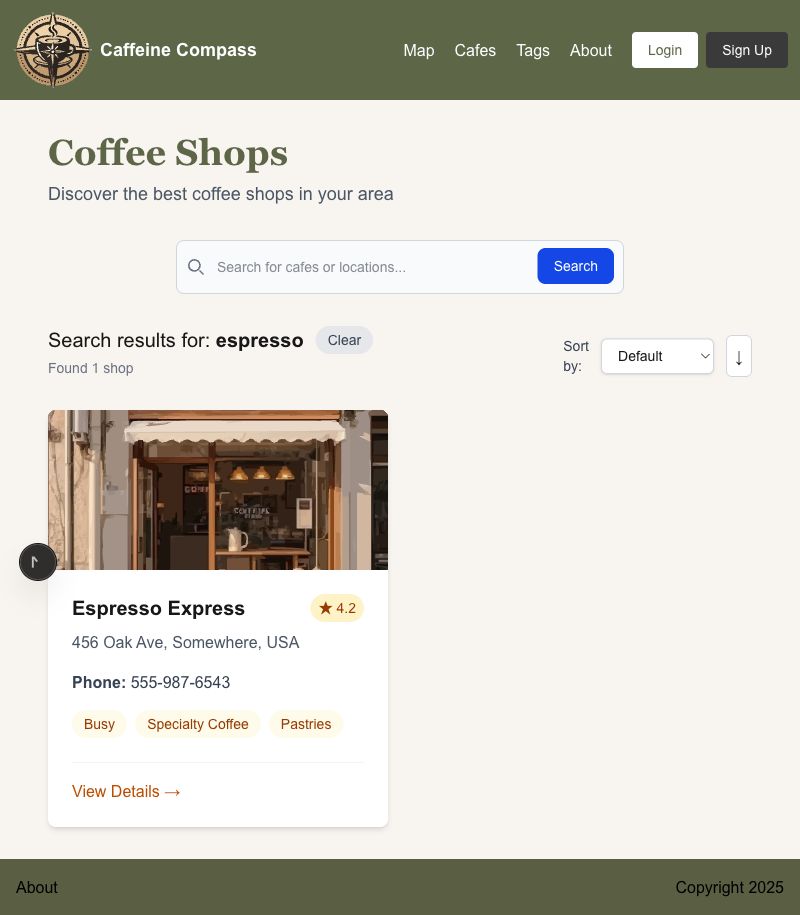 Caffeine Compass
Map Cafes Tags About Login Sign Up
Coffee Shops
Discover the best coffee shops in your area
Search for cafes or locations... Search
Search results for: espresso Clear
Found 1 shop
Sort
by:
Default ↓
Espresso Express ★ 4.2
456 Oak Ave, Somewhere, USA
Phone: 555-987-6543
Busy Specialty Coffee Pastries
View Details →
About Copyright 2025